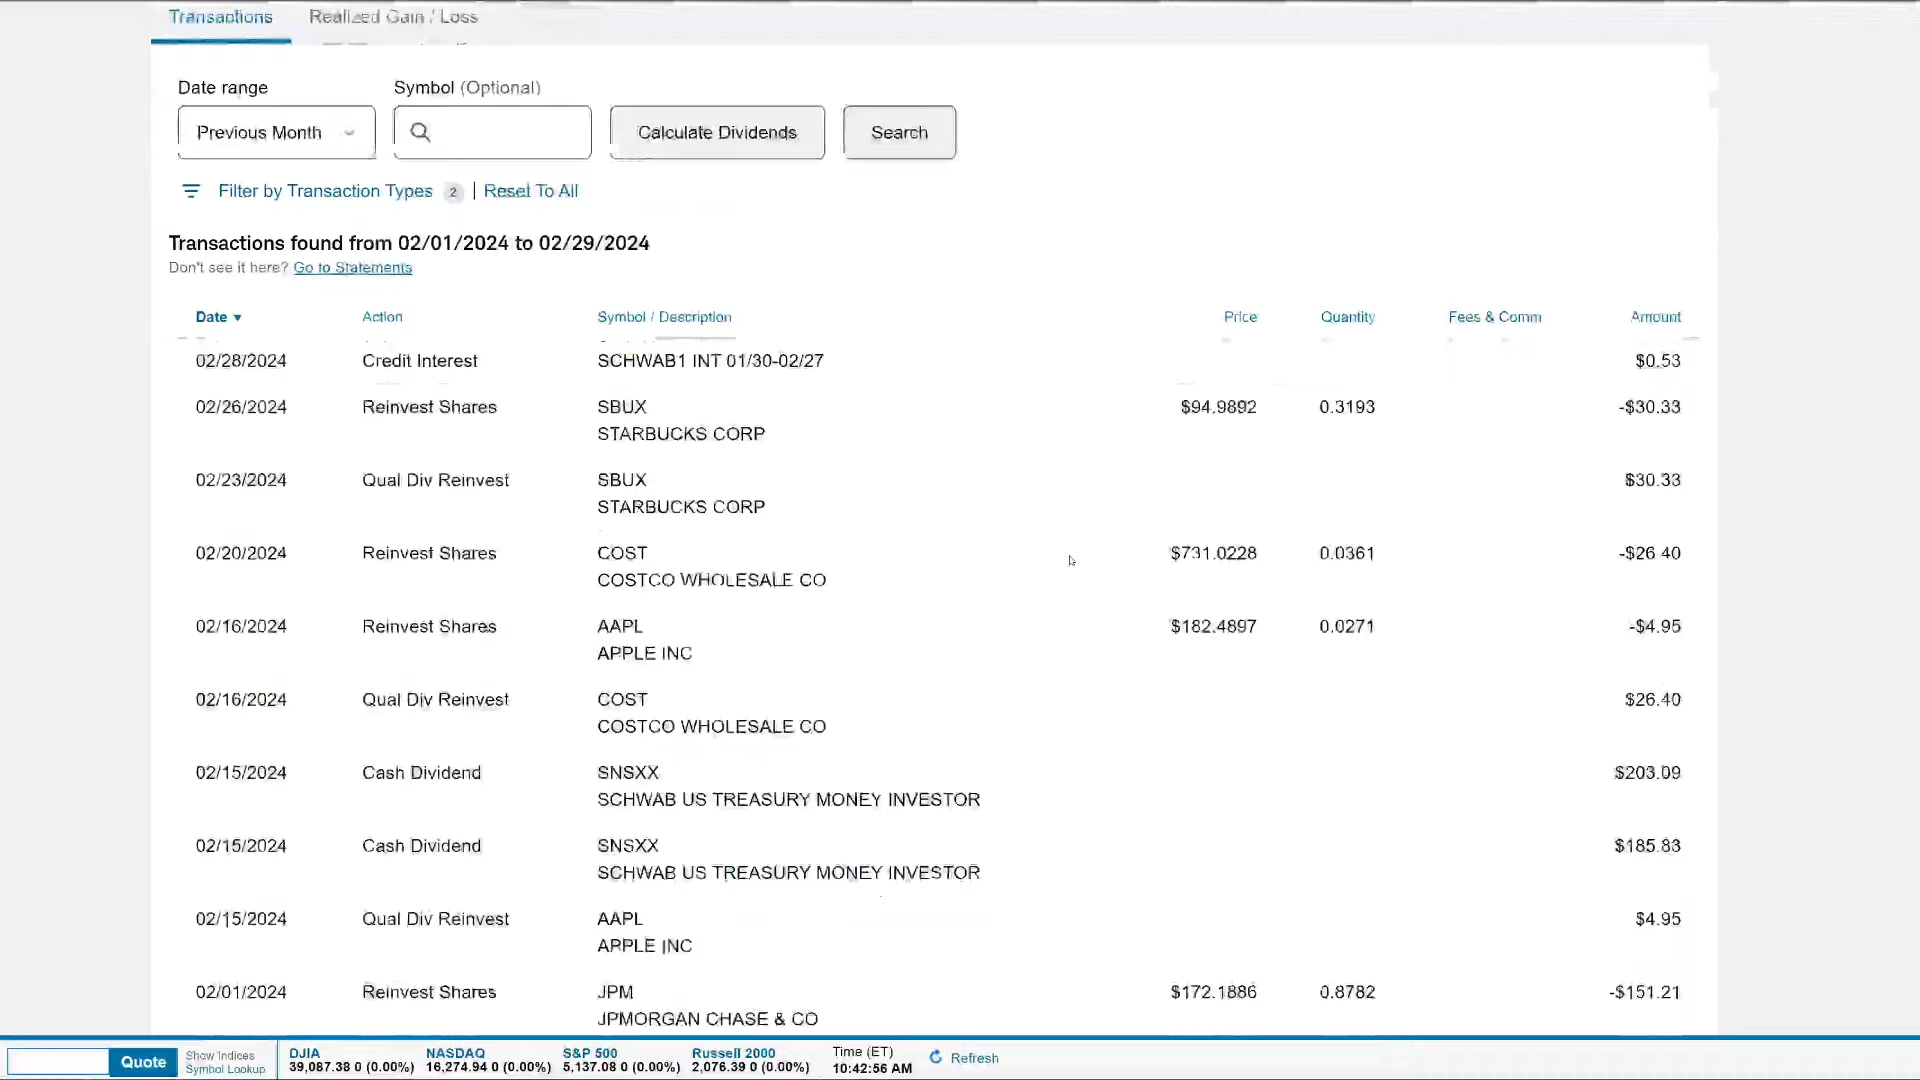 Transactions Realized Gain / Loss
Date range Symbol (Optional)
Previous Month Calculate Dividends Search
Filter by Transaction Types 2 | Reset To All
Transactions found from 02/01/2024 to 02/29/2024
Don't see it here? Go to Statements
Date Action Symbol / Description Price Quantity Fees & Comm Amount
02/28/2024 Credit Interest SCHWAB1 INT 01/30-02/27 $0.53
02/26/2024 Reinvest Shares SBUX $94.9892 0.3193 -$30.33
STARBUCKS CORP
02/23/2024 Qual Div Reinvest SBUX $30.33
STARBUCKS CORP
02/20/2024 Reinvest Shares COST $731.0228 0.0361 -$26.40
COSTCO WHOLESALE CO
02/16/2024 Reinvest Shares AAPL $182.4897 0.0271 -$4.95
APPLE INC
02/16/2024 Qual Div Reinvest COST $26.40
COSTCO WHOLESALE CO
02/15/2024 Cash Dividend SNSXX $203.09
SCHWAB US TREASURY MONEY INVESTOR
02/15/2024 Cash Dividend SNSXX $185.83
SCHWAB US TREASURY MONEY INVESTOR
02/15/2024 Qual Div Reinvest AAPL $4.95
APPLE INC
02/01/2024 Reinvest Shares JPM $172.1886 0.8782 -$151.21
JPMORGAN CHASE & CO
Quote Show Indices DJIA NASDAQ S&P 500 Russell 2000 Time (ET) Refresh
Symbol Lookup 39,087.38 0 (0.00%) 16,274.94 0 (0.00%) 5,137.08 0 (0.00%) 2,076.39 0 (0.00%) 10:42:56 AM